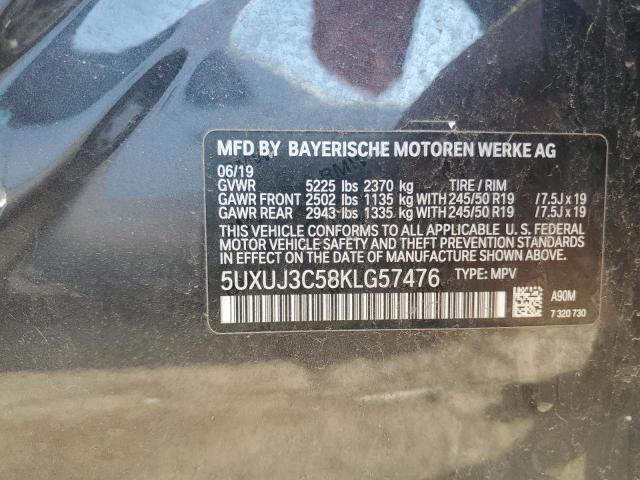 MFD BY BAYERISCHE MOTOREN WERKE AG
06/19
GVWR 5225 lbs 2370 kg TIRE / RIM
GAWR FRONT 2502 lbs 1135 kg WITH 245/50 R19 /7.5J x 19
GAWR REAR 2943 lbs 1335 kg WITH 245/50 R19 /7.5J x 19
THIS VEHICLE CONFORMS TO ALL APPLICABLE U. S. FEDERAL
MOTOR VEHICLE SAFETY AND THEFT PREVENTION STANDARDS
IN EFFECT ON THE DATE OF MANUFACTURE SHOWN ABOVE.
5UXUJ3C58KLG57476 TYPE: MPV
A90M
7 320 730